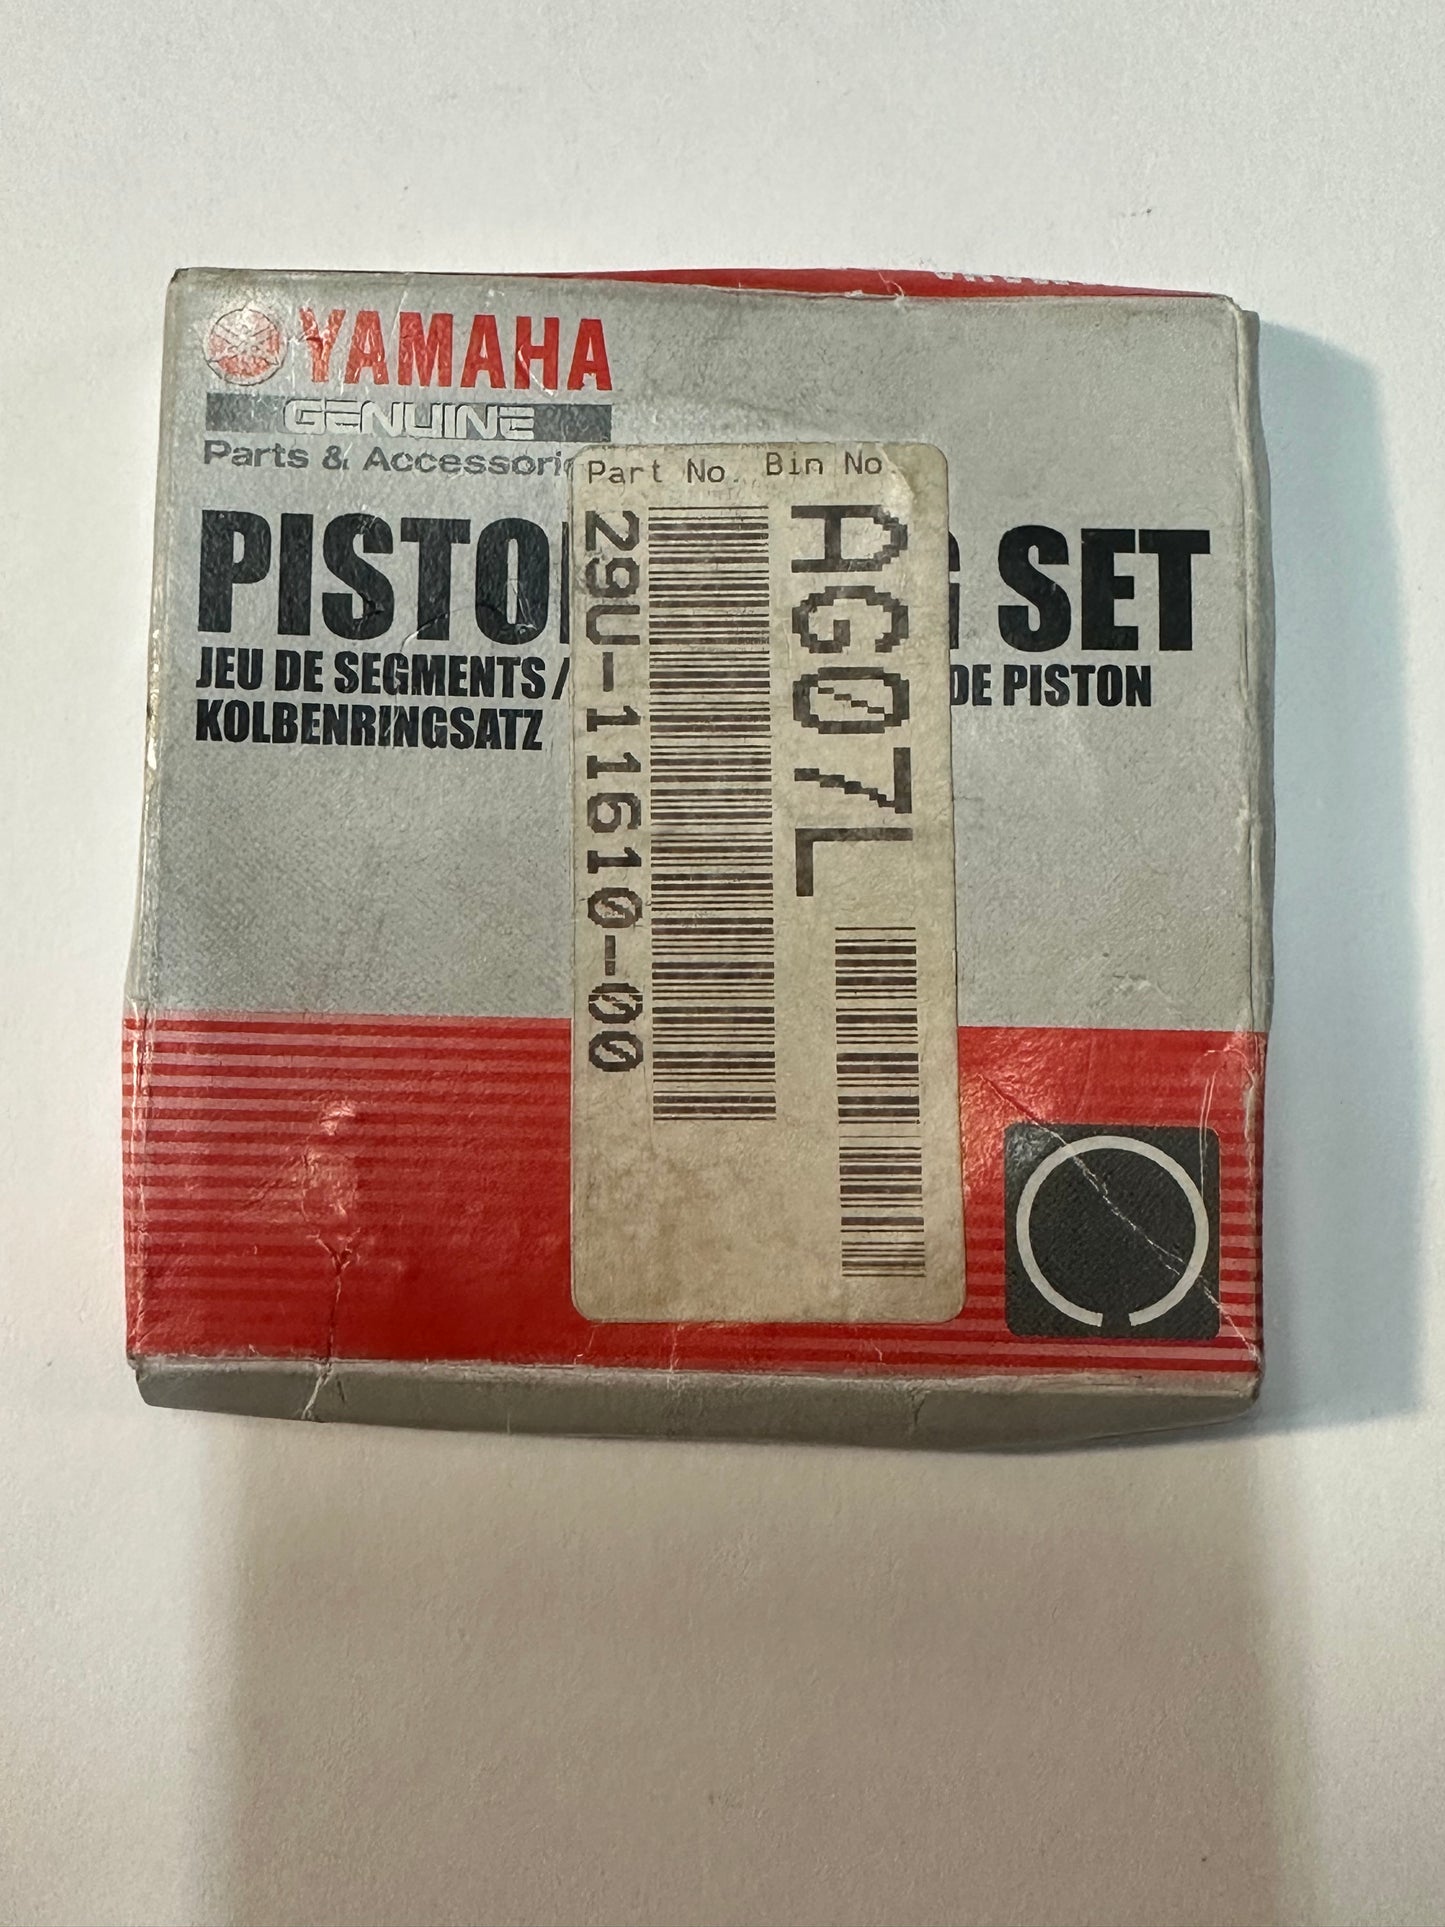 YAMAHA
GENUINE
Parts & Accessori
Part No. Bin No.
PISTO G SET
JEU DE SEGMENTS / DE PISTON
KOLBENRINGSATZ
29U-11610-00
AG07L